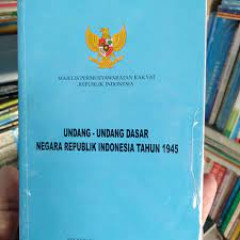 MAJELIS PERMUSYAWARATAN RAKYAT
REPUBLIK INDONESIA
UNDANG - UNDANG DASAR
NEGARA REPUBLIK INDONESIA TAHUN 1945